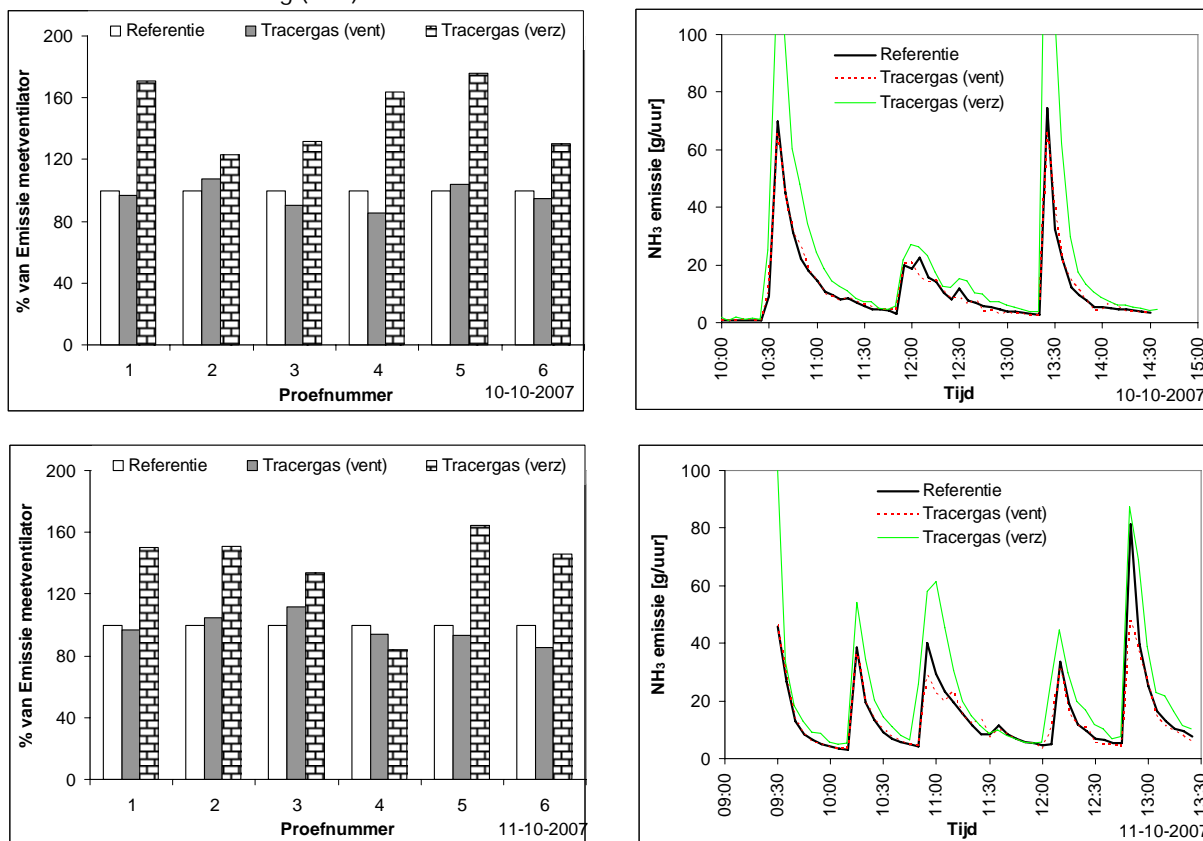 Referentie Tracergas (vent) Tracergas (verz)
% van Emissie meetventilator
200
160
120
80
40
0
1 2 3 4 5 6
Proefnummer
10-10-2007
Referentie
Tracergas (vent)
Tracergas (verz)
NH₃ emissie [g/uur]
100
80
60
40
20
0
10:00 10:30 11:00 11:30 12:00 12:30 13:00 13:30 14:00 14:30 15:00
Tijd
10-10-2007
Referentie Tracergas (vent) Tracergas (verz)
% van Emissie meetventilator
200
160
120
80
40
0
1 2 3 4 5 6
Proefnummer
11-10-2007
Referentie
Tracergas (vent)
Tracergas (verz)
NH₃ emissie [g/uur]
100
80
60
40
20
0
09:00 09:30 10:00 10:30 11:00 11:30 12:00 12:30 13:00 13:30
Tijd
11-10-2007